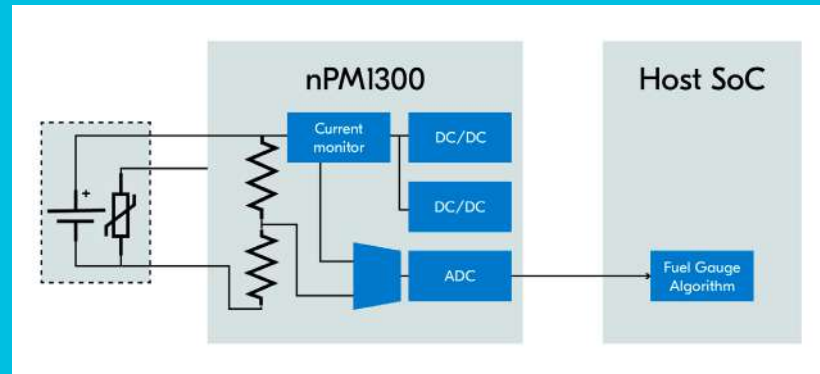 nPM1300
Host SoC
Current
monitor
DC/DC
DC/DC
ADC
Fuel Gauge
Algorithm
+